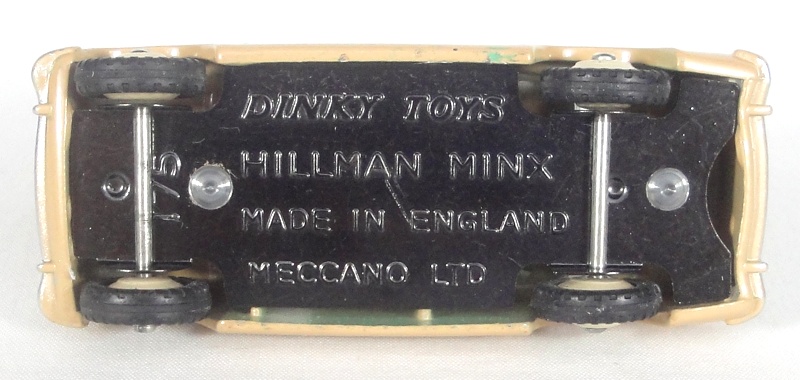 DINKY TOYS
HILLMAN MINX
MADE IN ENGLAND
MECCANO LTD
175